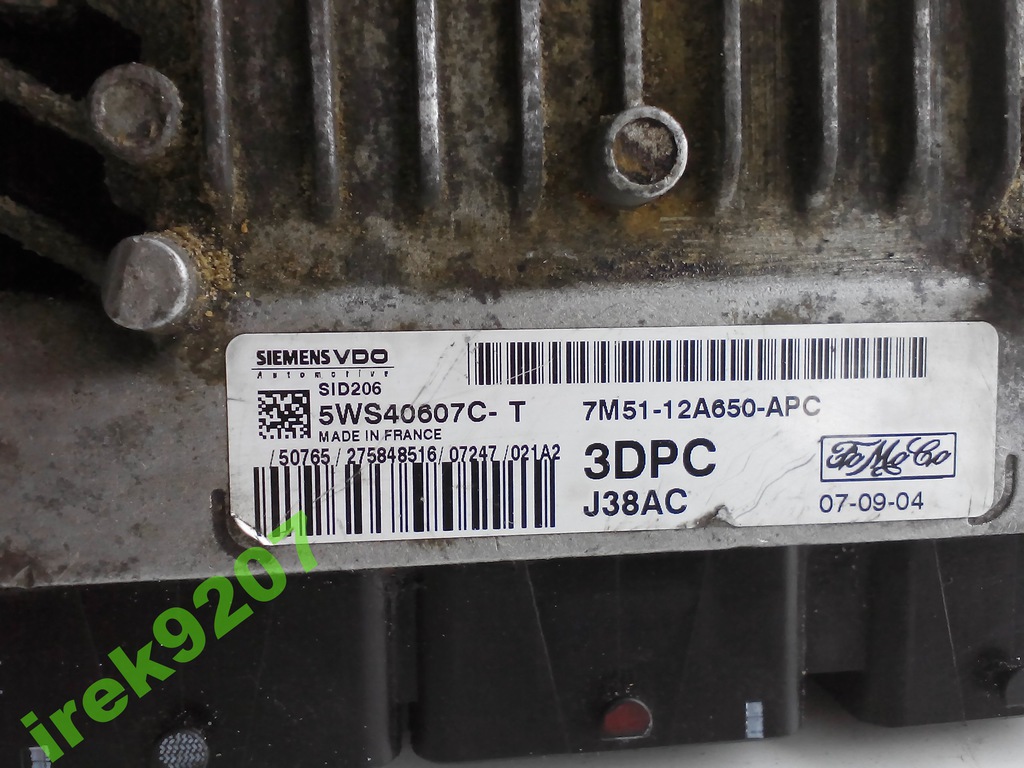 SIEMENS VDO
Automotive
SID206
5WS40607C- T
MADE IN FRANCE
/ 50765 / 275848516 / 07247 / 021A2
7M51-12A650-APC
3DPC
FoMoCo
J38AC
07-09-04
irek9207